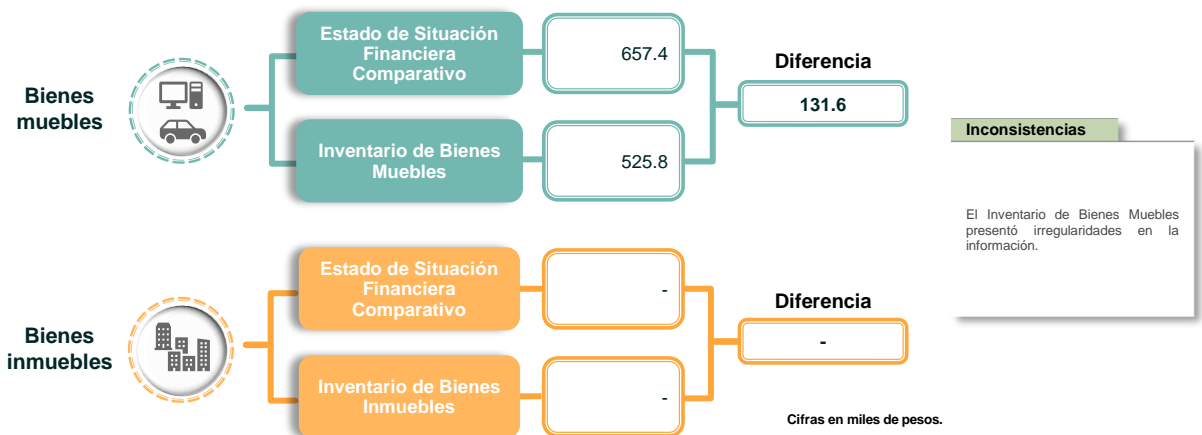 Bienes
muebles
Estado de Situación
Financiera
Comparativo
657.4
Inventario de Bienes
Muebles
525.8
Diferencia
131.6
Inconsistencias
El Inventario de Bienes Muebles
presentó irregularidades en la
información.
Bienes
inmuebles
Estado de Situación
Financiera
Comparativo
-
Inventario de Bienes
Inmuebles
-
Diferencia
-
Cifras en miles de pesos.